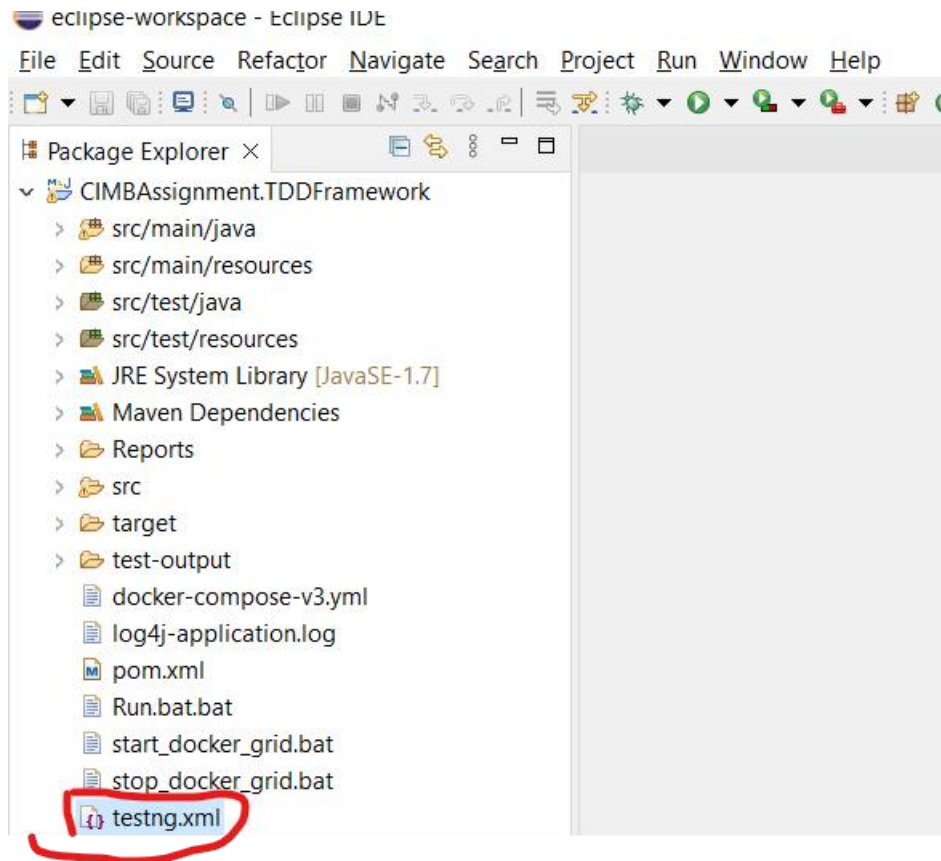 eclipse-workspace - Eclipse IDE
File Edit Source Refactor Navigate Search Project Run Window Help
Package Explorer
CIMBAssignment.TDDFramework
src/main/java
src/main/resources
src/test/java
src/test/resources
JRE System Library [JavaSE-1.7]
Maven Dependencies
Reports
src
target
test-output
docker-compose-v3.yml
log4j-application.log
pom.xml
Run.bat.bat
start_docker_grid.bat
stop_docker_grid.bat
testng.xml